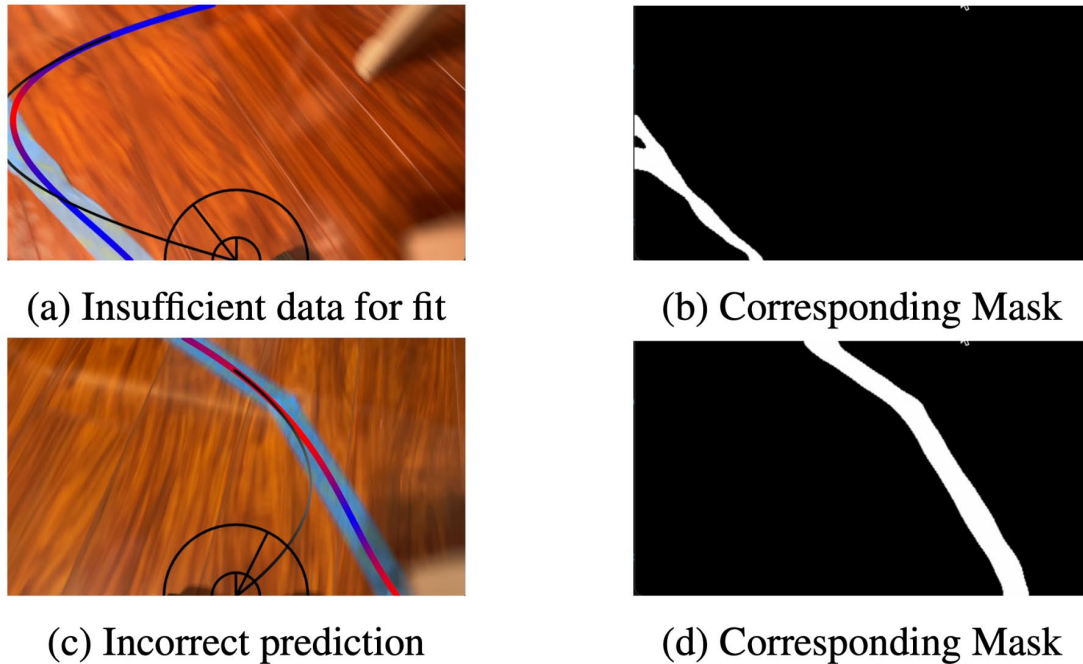 (a) Insufficient data for fit
(b) Corresponding Mask
(c) Incorrect prediction
(d) Corresponding Mask